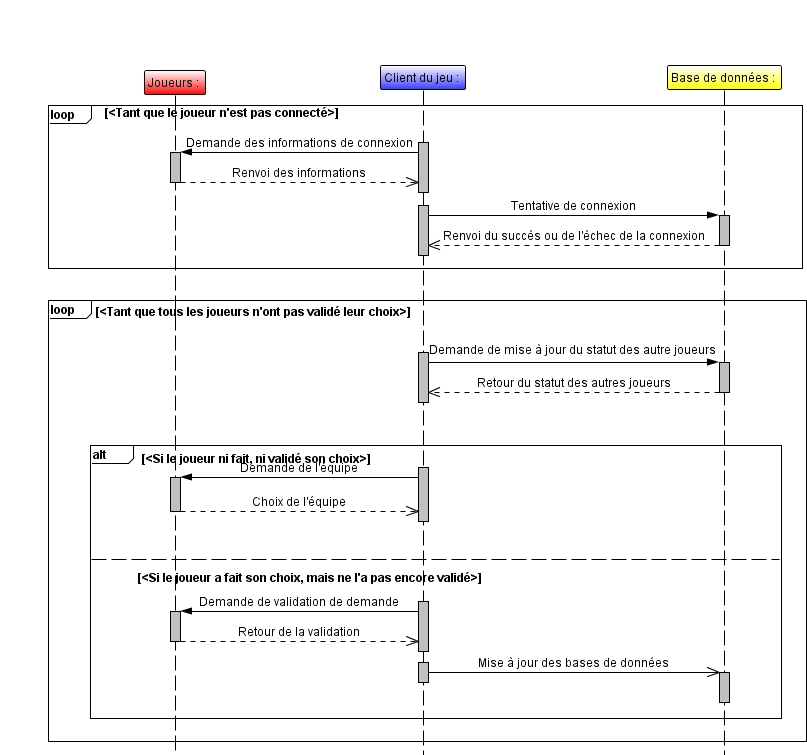 Joueurs :
Client du jeu :
Base de données :
loop
[<Tant que le joueur n'est pas connecté>]
Demande des informations de connexion
Renvoi des informations
Tentative de connexion
Renvoi du succés ou de l'échec de la connexion
loop
[<Tant que tous les joueurs n'ont pas validé leur choix>]
Demande de mise à jour du statut des autre joueurs
Retour du statut des autres joueurs
alt
[<Si le joueur ni fait, ni validé son choix>]
Demande de l'équipe
Choix de l'équipe
[<Si le joueur a fait son choix, mais ne l'a pas encore validé>]
Demande de validation de demande
Retour de la validation
Mise à jour des bases de données